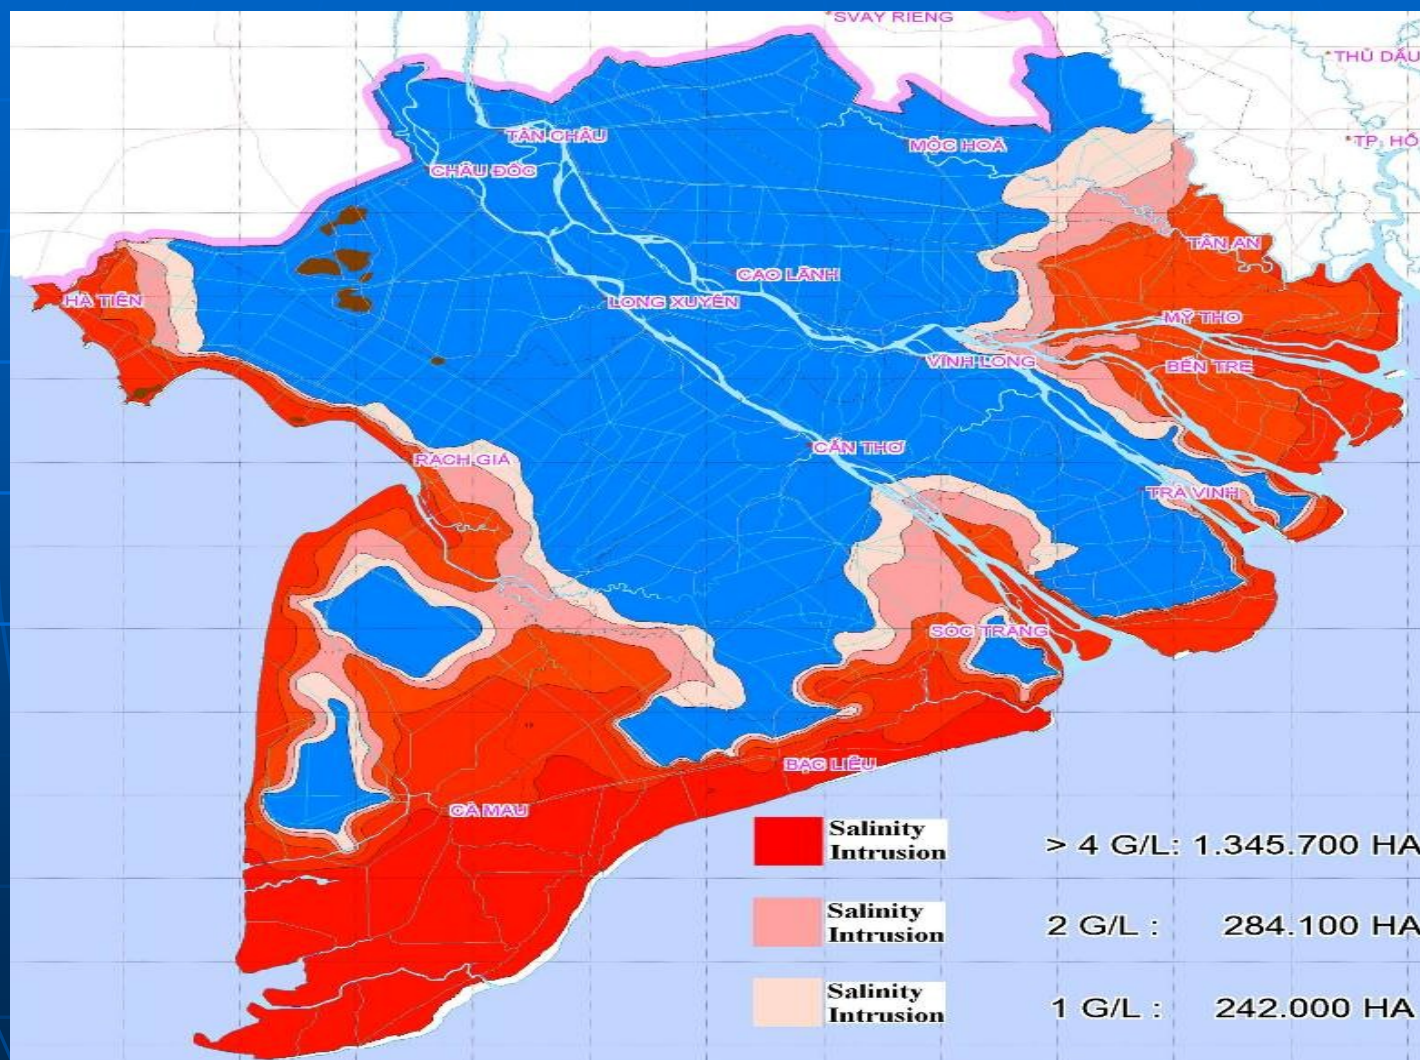 SVAY RIENG
THỦ DẦU
TÂN CHÂU
MỘC HOÁ
TP. HỒ
CHÂU ĐỐC
TÂN AN
CAO LÃNH
HÀ TIÊN
LONG XUYÊN
MỸ THO
VĨNH LONG
BẾN TRE
CẦN THƠ
RẠCH GIÁ
TRÀ VINH
SÓC TRĂNG
BẠC LIÊU
CÀ MAU
Salinity
Intrusion
> 4 G/L: 1.345.700 HA
Salinity
Intrusion
2 G/L : 284.100 HA
Salinity
Intrusion
1 G/L : 242.000 HA